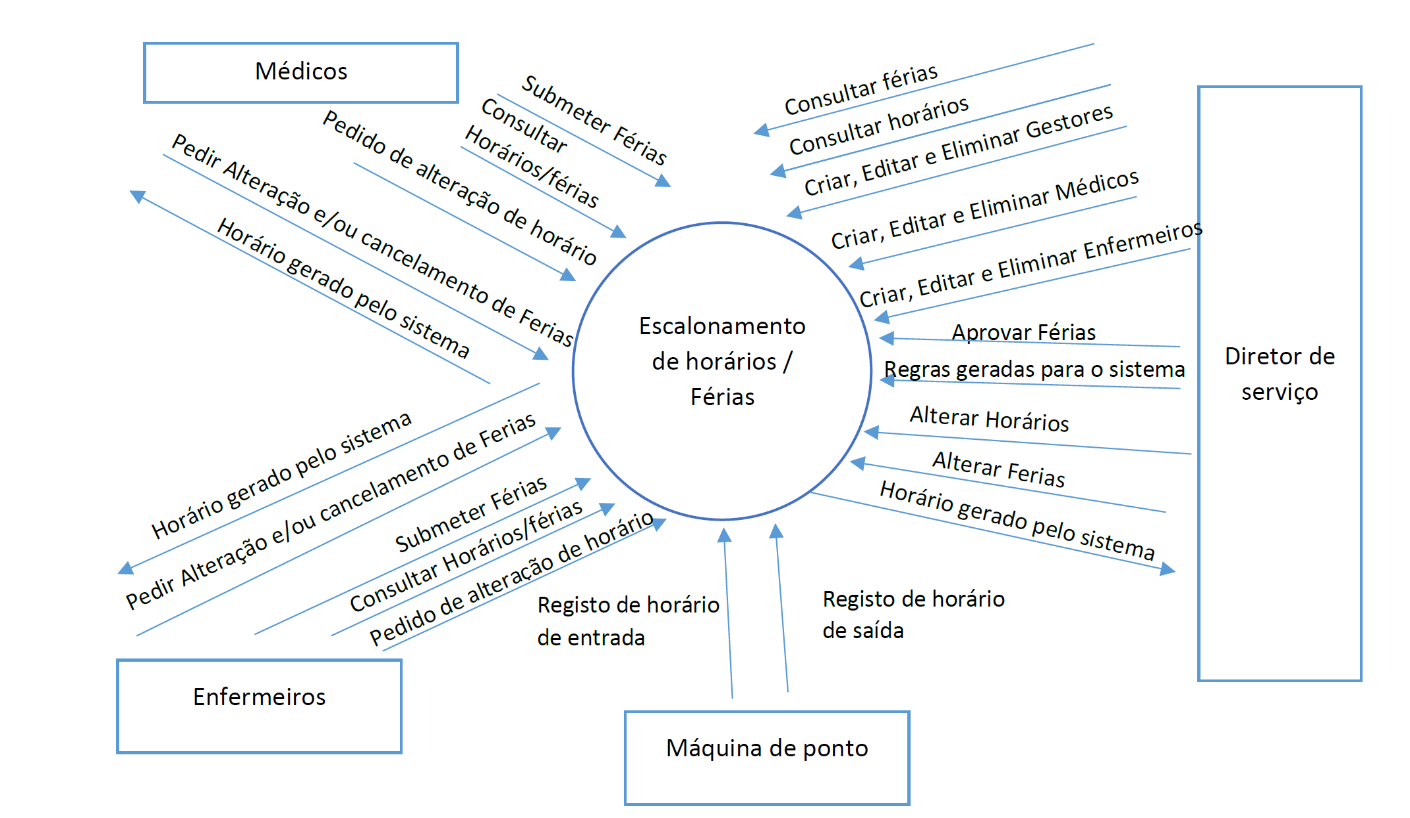 Médicos
Submeter Férias
Consultar
Horários/férias
Pedido de alteração de horário
Pedir Alteração e/ou cancelamento de Ferias
Horário gerado pelo sistema
Consultar férias
Consultar horários
Criar, Editar e Eliminar Gestores
Criar, Editar e Eliminar Médicos
Criar, Editar e Eliminar Enfermeiros
Aprovar Férias
Regras geradas para o sistema
Alterar Horários
Alterar Ferias
Horário gerado pelo sistema
Diretor de
serviço
Escalonamento
de horários /
Férias
Horário gerado pelo sistema
Pedir Alteração e/ou cancelamento de Ferias
Submeter Férias
Consultar Horários/férias
Pedido de alteração de horário
Enfermeiros
Registo de horário
de entrada
Registo de horário
de saída
Máquina de ponto